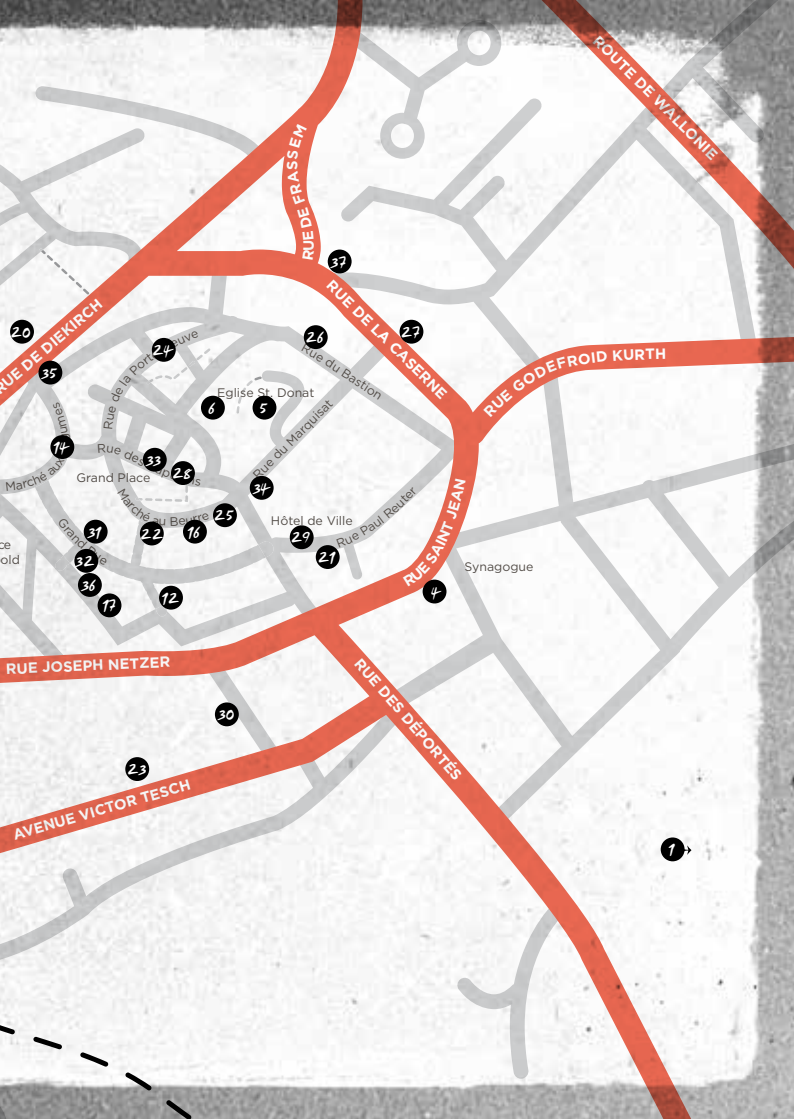 ROUTE DE WALLONIE
RUE DE FRASSEM
37
RUE DE DIEKIRCH
RUE DE LA CASERNE
20
27
26
24
Rue de la Porte Neuve
Rue du Bastion
RUE GODEFROID KURTH
35
Eglise St. Donat
6
5
14
Marché aux
33
28
Grand Place
Rue du Marquisat
34
Marché au Beurre
25
Hôtel de Ville
Rue Paul Reuter
31
22
16
29
21
32
RUE SAINT JEAN
Synagogue
36
17
12
4
RUE JOSEPH NETZER
RUE DES DÉPORTÉS
30
23
AVENUE VICTOR TESCH
1